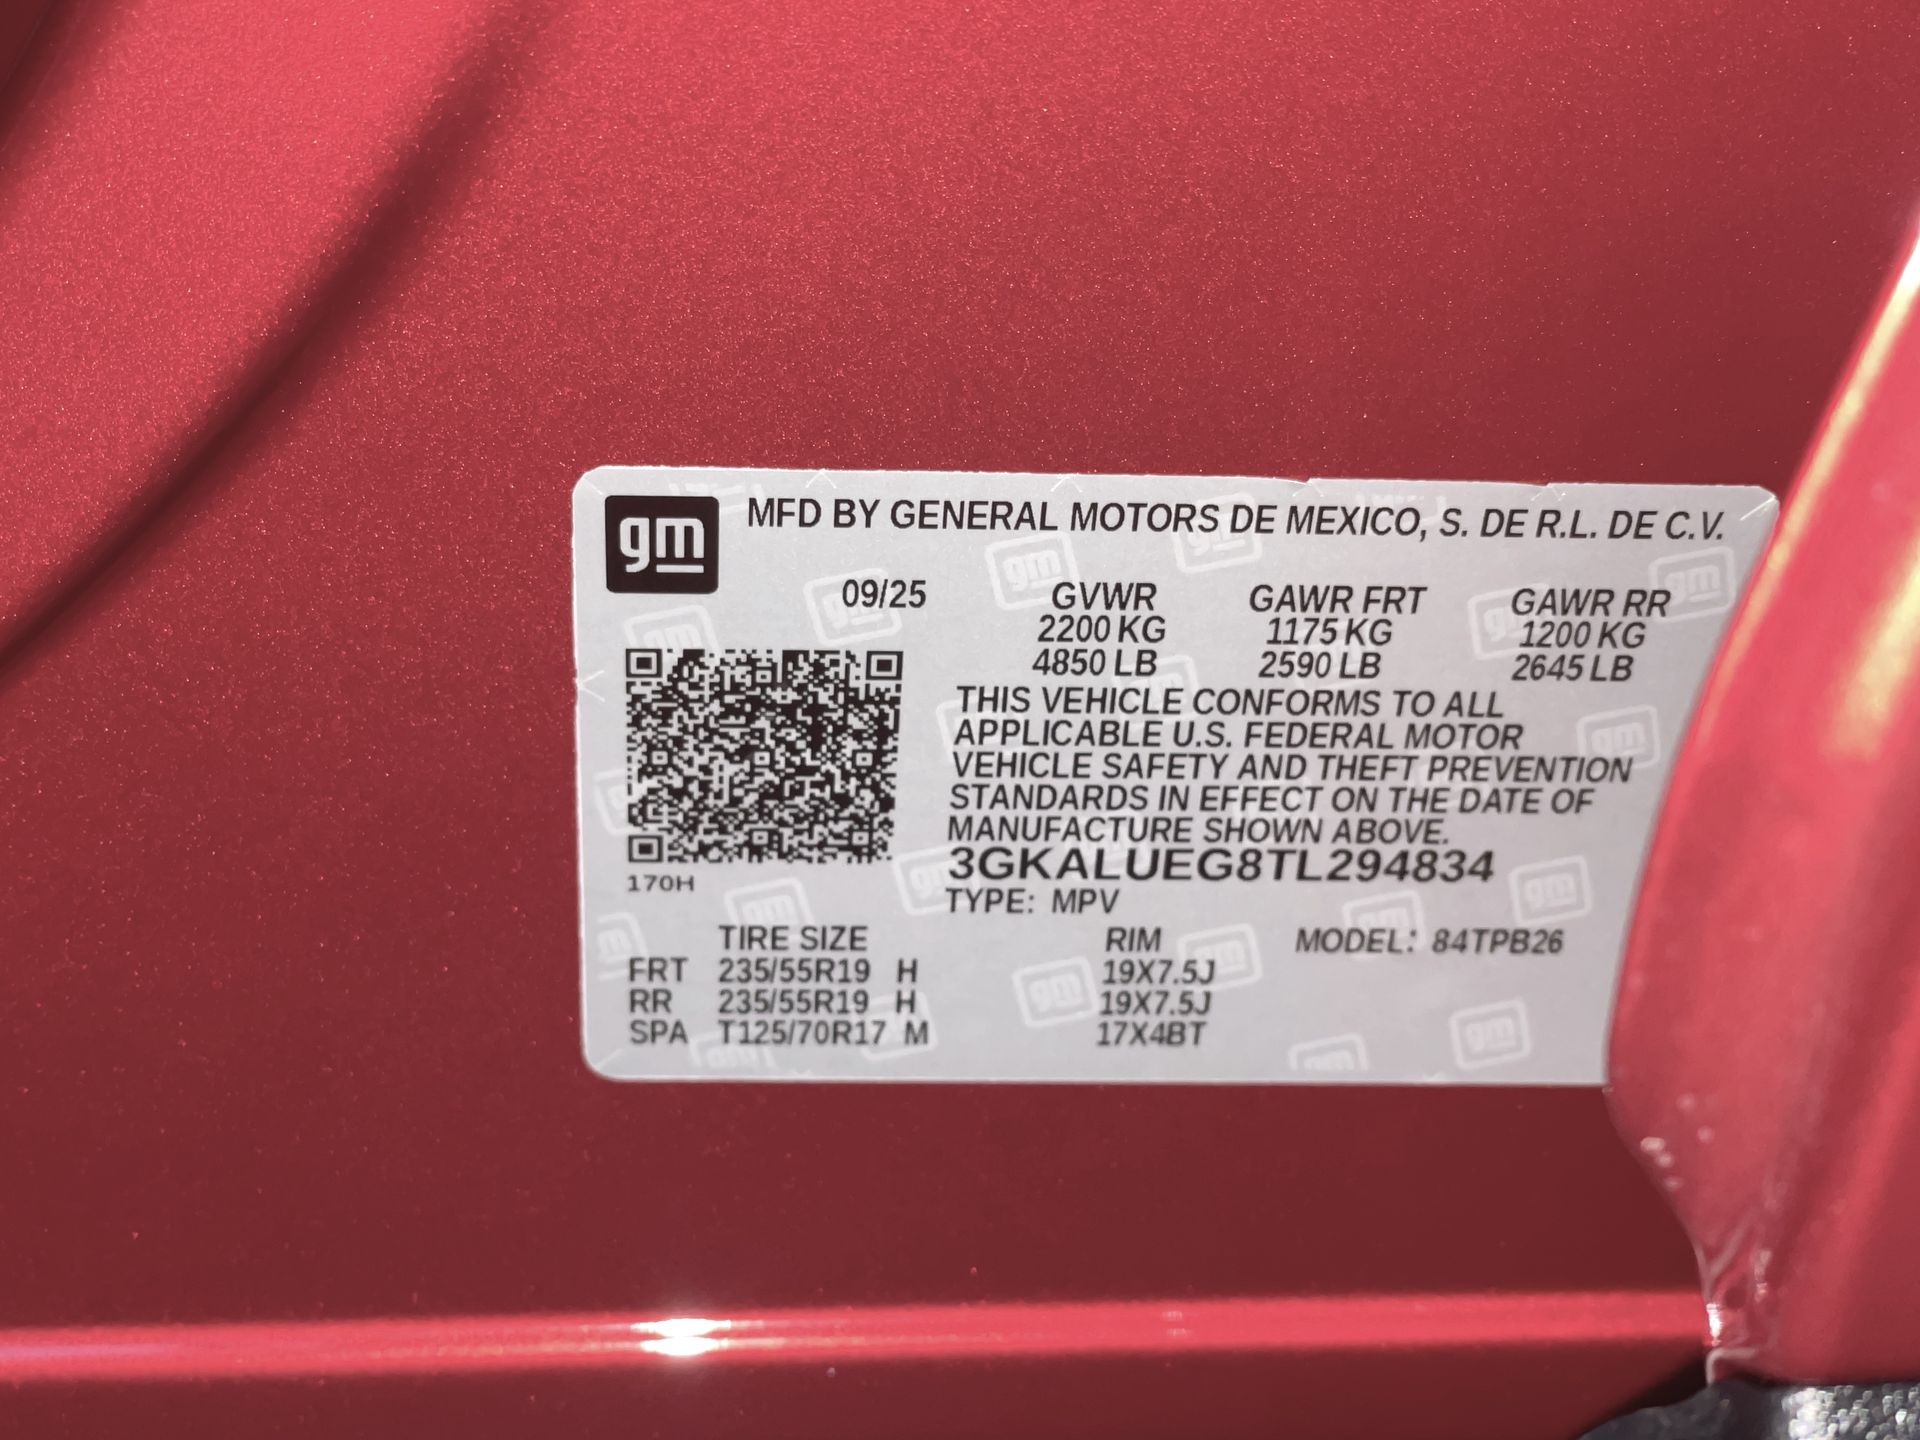 gm MFD BY GENERAL MOTORS DE MEXICO, S. DE R.L. DE C.V.
09/25 GVWR GAWR FRT GAWR RR
2200 KG 1175 KG 1200 KG
4850 LB 2590 LB 2645 LB
THIS VEHICLE CONFORMS TO ALL
APPLICABLE U.S. FEDERAL MOTOR
VEHICLE SAFETY AND THEFT PREVENTION
STANDARDS IN EFFECT ON THE DATE OF
MANUFACTURE SHOWN ABOVE.
3GKALUEG8TL294834
170H
TYPE: MPV
TIRE SIZE RIM MODEL: 84TPB26
FRT 235/55R19 H 19X7.5J
RR 235/55R19 H 19X7.5J
SPA T125/70R17 M 17X4BT